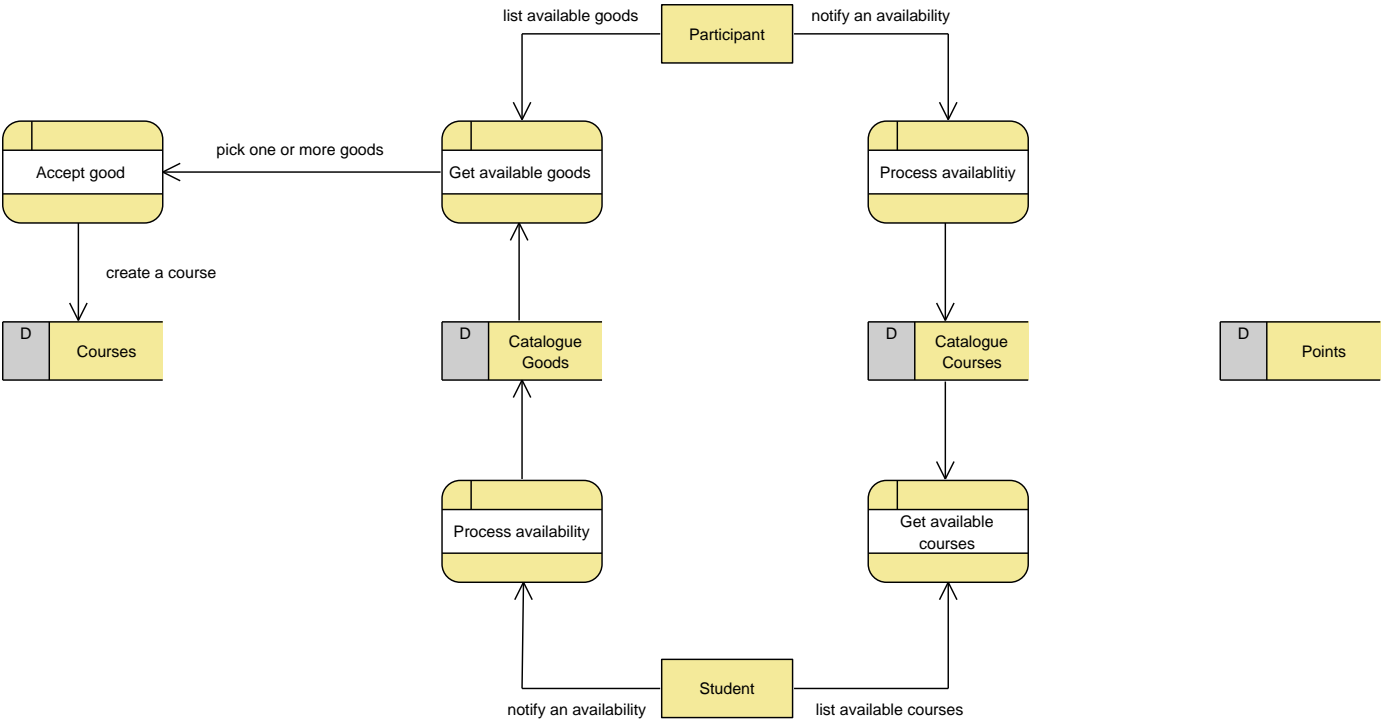 list available goods
Participant
notify an availability
pick one or more goods
Accept good
Get available goods
Process availablitiy
create a course
D
Courses
D
Catalogue
Goods
D
Catalogue
Courses
D
Points
Process availability
Get available
courses
Student
notify an availability
list available courses